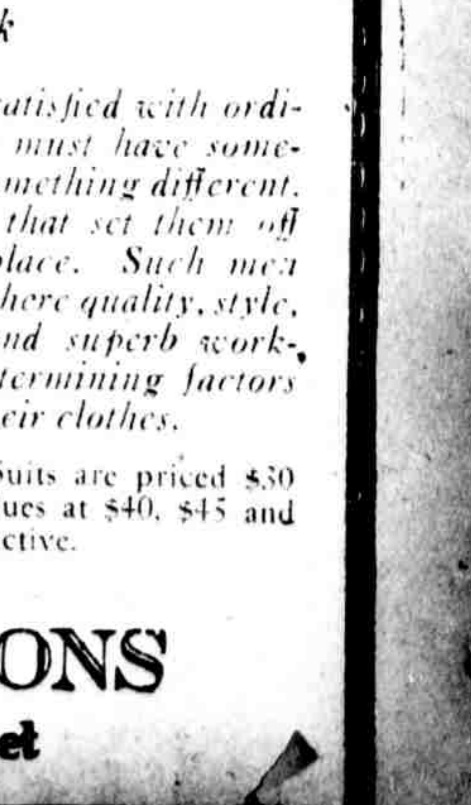 k
atisfied with ordi-
must have some-
mething different.
that set them off
place. Such men
here quality, style,
nd superb work-
termining factors
eir clothes.
Suits are priced $30
ues at $40, $45 and
ctive.
ONS
et